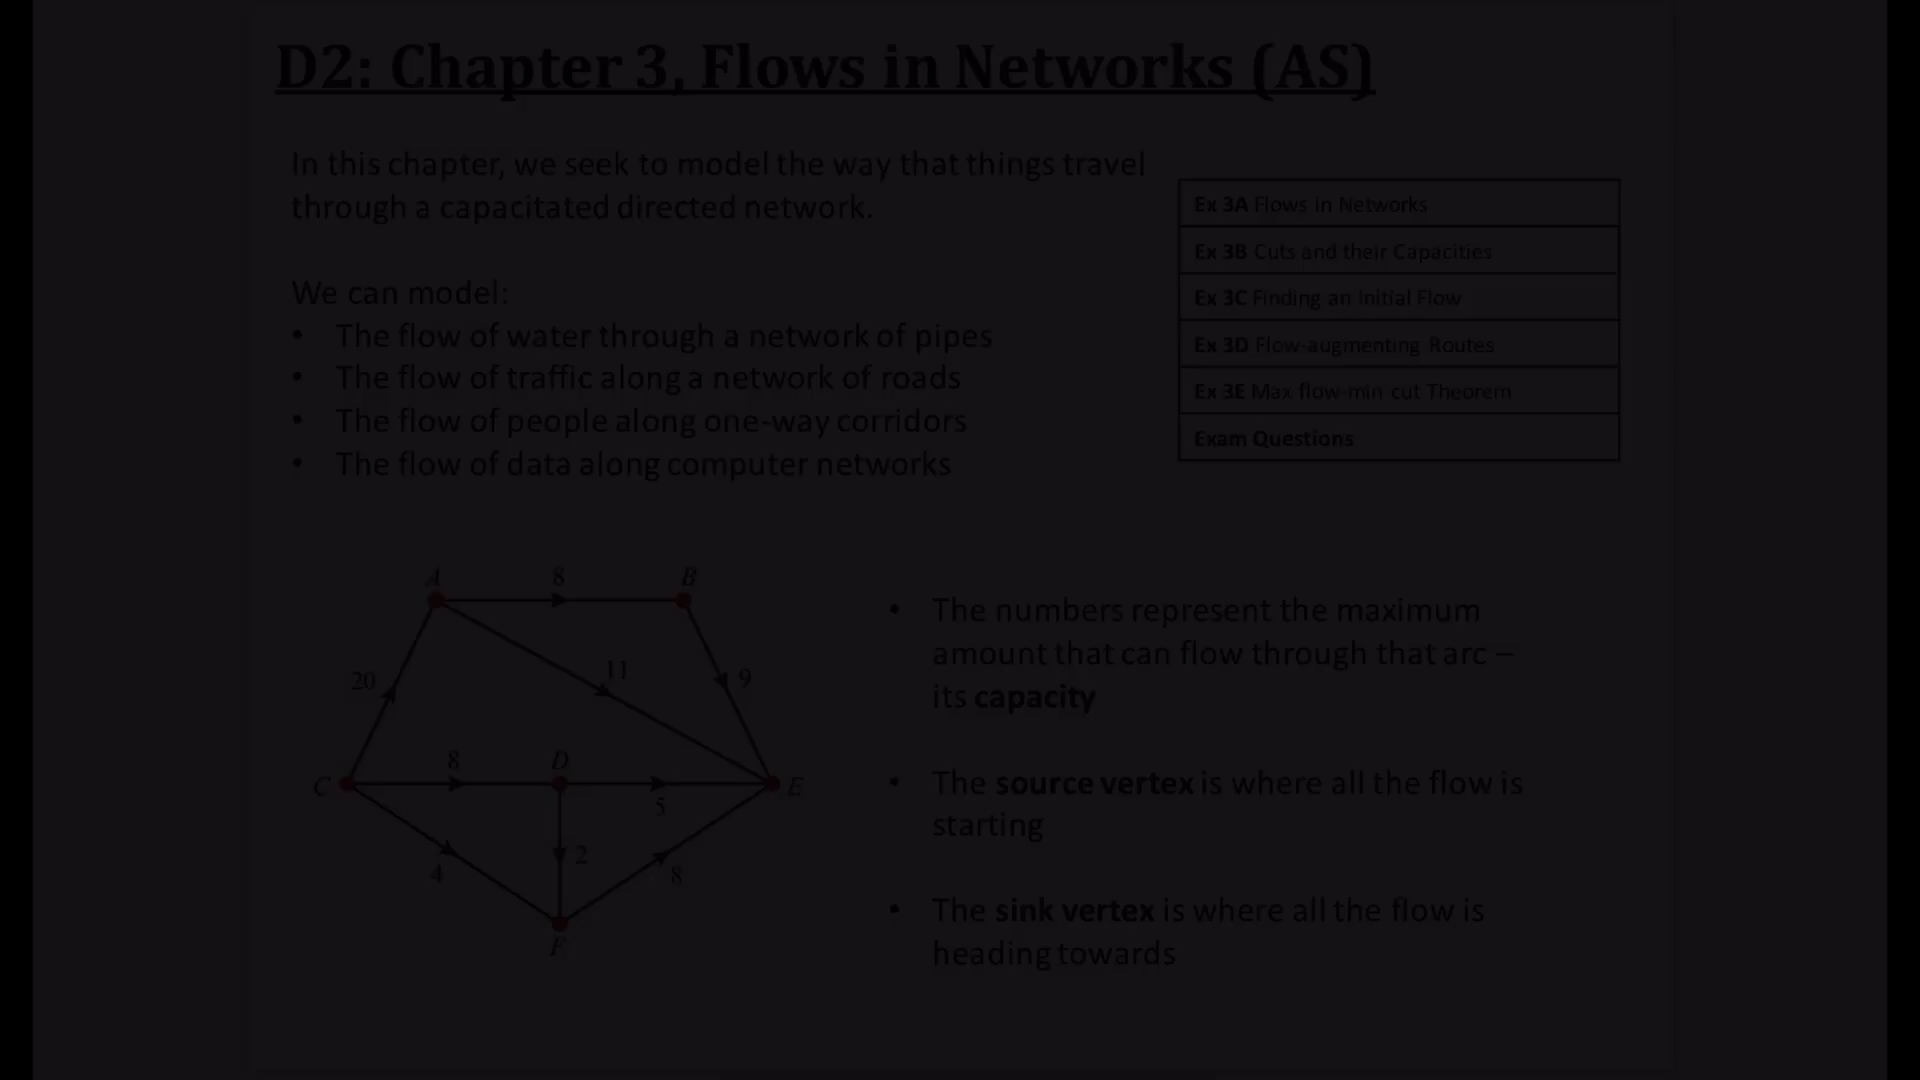 D2: Chapter 3, Flows in Networks (AS)
In this chapter, we seek to model the way that things travel
through a capacitated directed network.
We can model:
• The flow of water through a network of pipes
• The flow of traffic along a network of roads
• The flow of people along one-way corridors
• The flow of data along computer networks
Ex 3A Flows in Networks
Ex 3B Cuts and their Capacities
Ex 3C Finding an Initial Flow
Ex 3D Flow-augmenting Routes
Ex 3E Max flow-min cut Theorem
Exam Questions
A 8 B
20 11 9
C 8 D E
5
4 2 8
F
• The numbers represent the maximum
amount that can flow through that arc –
its capacity
• The source vertex is where all the flow is
starting
• The sink vertex is where all the flow is
heading towards